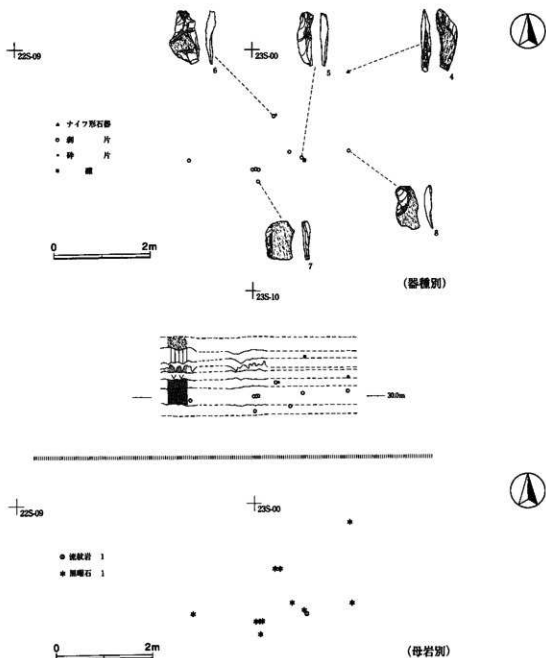 22S-09
23S-00
6
5
4
ナイフ形石器
剥 片
砕 片
礫
8
0 2m
7
(器種別)
23S-10
30.0m
22S-09
23S-00
流紋岩 1
黒曜石 1
0 2m
(母岩別)